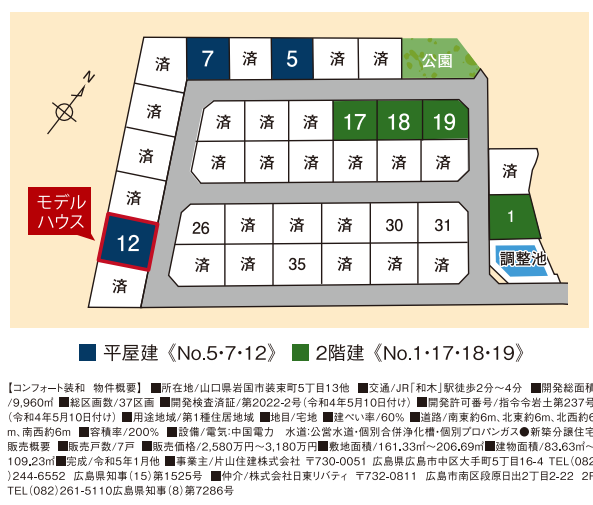 済 7 済 5 済 済 公園
N
済
済 済 済 17 18 19
済
済 済 済 済 済 済
済
済
1
モデル
ハウス
26 済 済 済 30 31
12
調整池
済 済 35 済 済 済
済
平屋建《No.5・7・12》 2階建《No.1・17・18・19》
【コンフォート装和 物件概要】 ■所在地/山口県岩国市装束町5丁目13他 ■交通/JR「和木」駅徒歩2分~4分 ■開発総面積
/9,960㎡ ■総区画数/37区画 ■開発検査済証/第2022-2号(令和4年5月10日付け) ■開発許可番号/指令令岩土第237号
(令和4年5月10日付け) ■用途地域/第1種住居地域 ■地目/宅地 ■建ぺい率/60% ■道路/南東約6m、北東約6m、北西約6
m、南西約6m ■容積率/200% ■設備/電気:中国電力 水道:公営水道・個別合併浄化槽・個別プロパンガス●新築分譲住宅
販売概要 ■販売戸数/7戸 ■販売価格/2,580万円~3,180万円■敷地面積/161.33㎡~206.69㎡■建物面積/83.63㎡~
109.23㎡■完成/令和5年1月他 ■事業主/片山住建株式会社 〒730-0051 広島県広島市中区大手町5丁目16-4 TEL(082
)244-6552 広島県知事(15)第1525号 ■仲介/株式会社日東リバティ 〒732-0811 広島市南区段原日出2丁目2-22 2F
TEL(082)261-5110広島県知事(8)第7286号